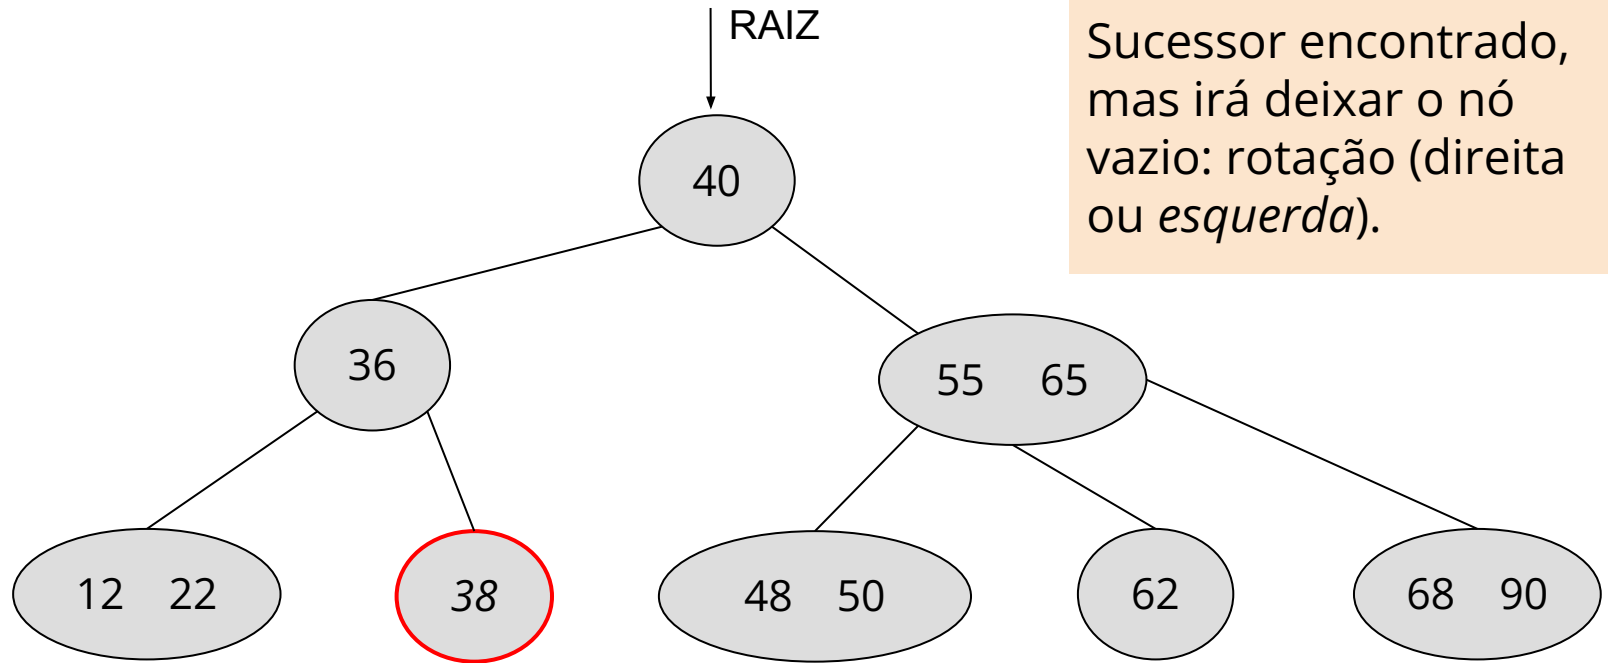 RAIZ
Sucessor encontrado,
mas irá deixar o nó
vazio: rotação (direita
ou esquerda).
40
36
55 65
12 22
38
48 50
62
68 90